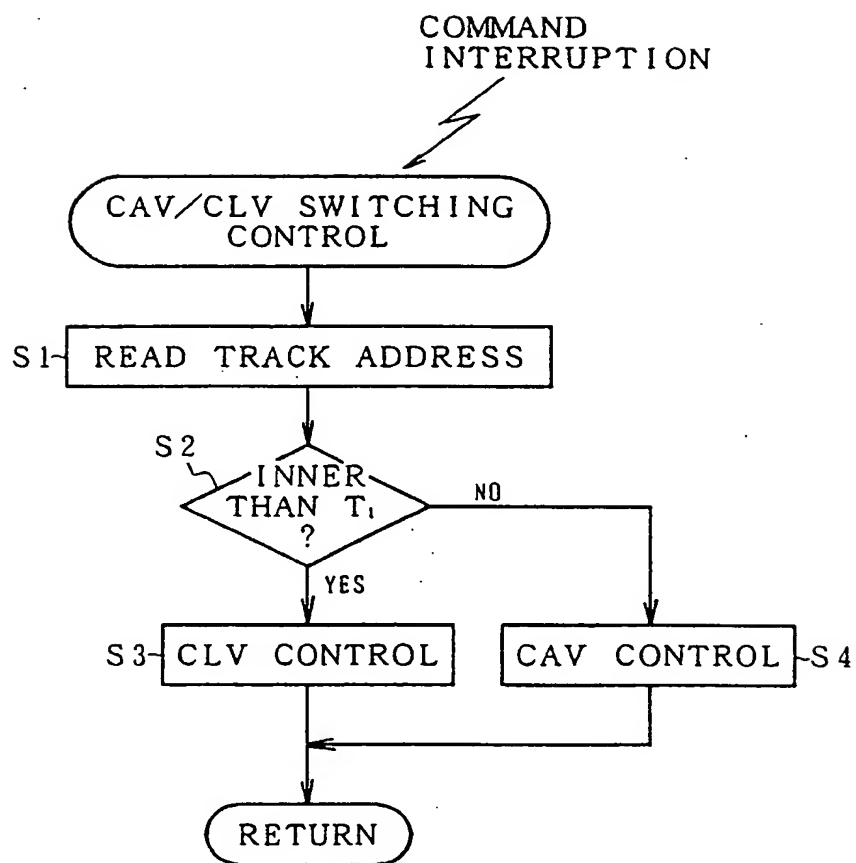 COMMAND
INTERRUPTION
CAV/CLV SWITCHING
CONTROL
S1
READ TRACK ADDRESS
S2
INNER
THAN T₁
?
NO
YES
S3
CLV CONTROL
CAV CONTROL
S4
RETURN